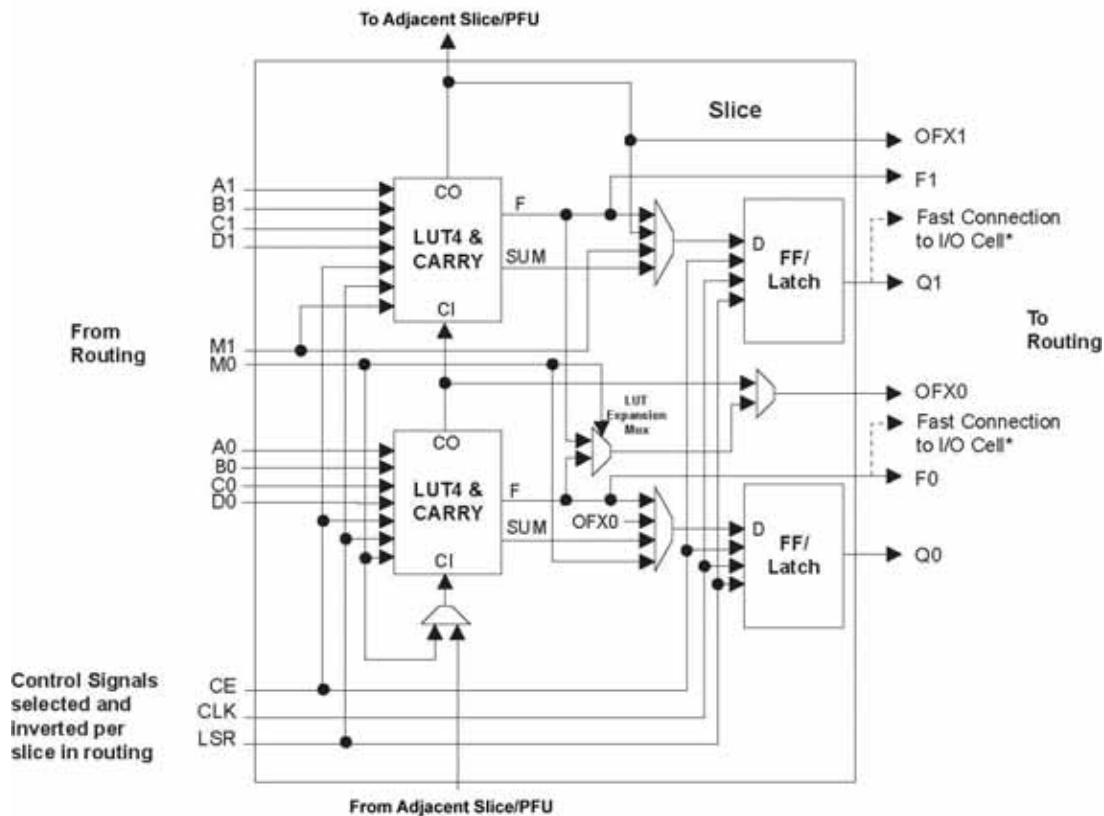 To Adjacent Slice/PFU
Slice
OFX1
F1
A1
B1
C1
D1
CO
LUT4 &
CARRY
CI
F
SUM
D
FF/
Latch
Fast Connection
to I/O Cell*
Q1
From
Routing
To
Routing
M1
M0
OFX0
LUT
Expansion
Mux
Fast Connection
to I/O Cell*
F0
A0
B0
C0
D0
CO
LUT4 &
CARRY
CI
F
OFX0
SUM
D
FF/
Latch
Q0
Control Signals
selected and
inverted per
slice in routing
CE
CLK
LSR
From Adjacent Slice/PFU